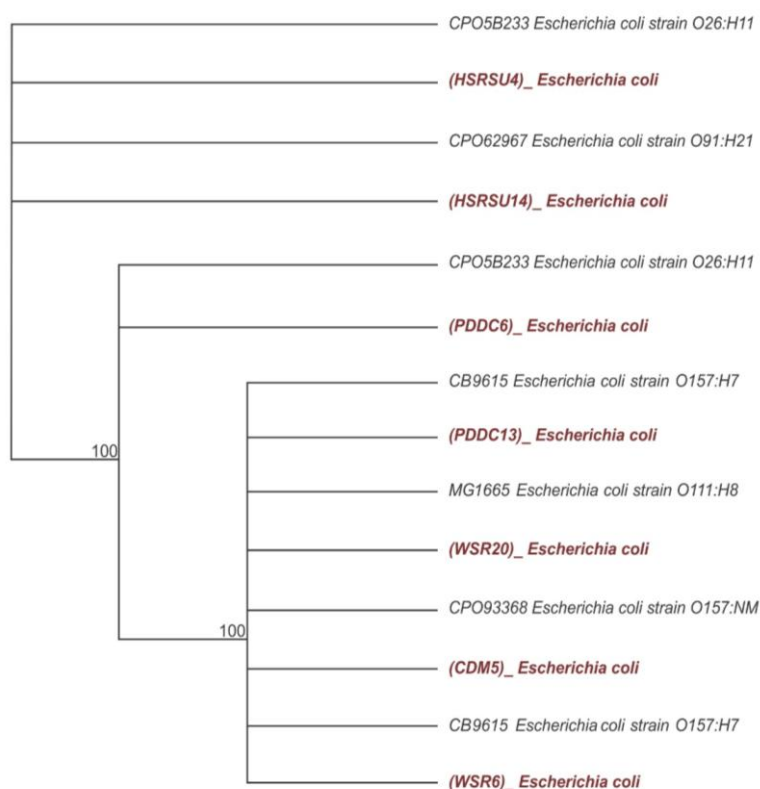 CPO5B233 Escherichia coli strain O26:H11
(HSRSU4)_ Escherichia coli
CPO62967 Escherichia coli strain O91:H21
(HSRSU14)_ Escherichia coli
CPO5B233 Escherichia coli strain O26:H11
(PDDC6)_ Escherichia coli
CB9615 Escherichia coli strain O157:H7
(PDDC13)_ Escherichia coli
100
MG1665 Escherichia coli strain O111:H8
(WSR20)_ Escherichia coli
CPO93368 Escherichia coli strain O157:NM
100
(CDM5)_ Escherichia coli
CB9615 Escherichia coli strain O157:H7
(WSR6)_ Escherichia coli